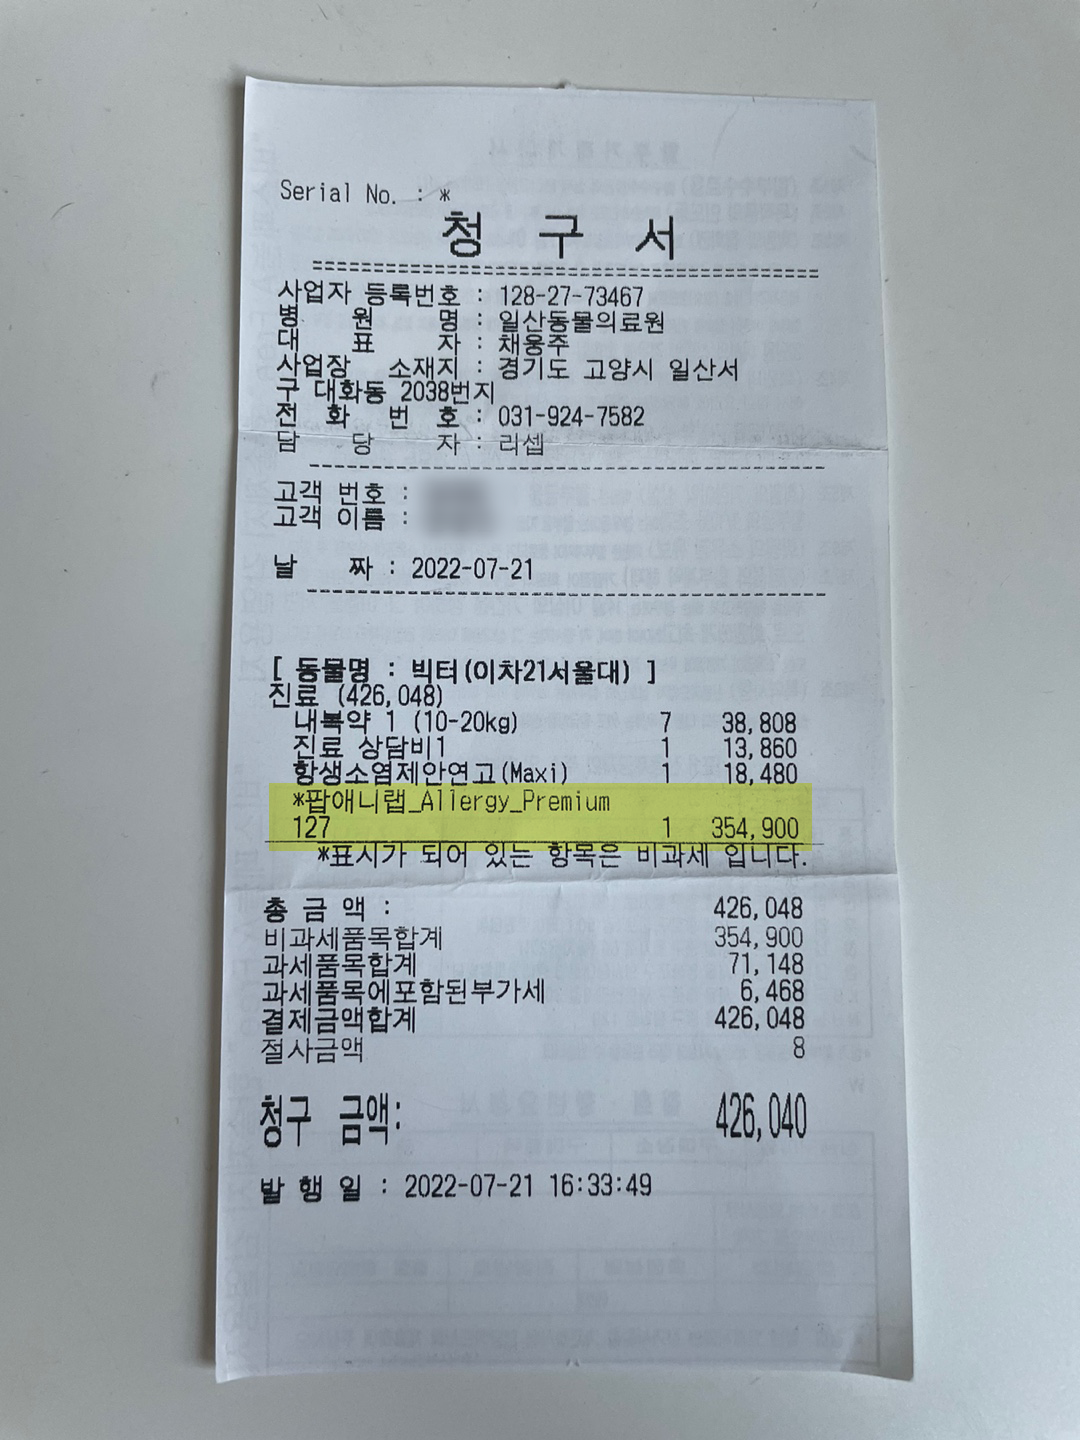 Serial No. : *
청 구 서
사업자 등록번호 : 128-27-73467
병 원 명 : 일산동물의료원
대 표 자 : 채웅주
사업장 소재지 : 경기도 고양시 일산서
구 대화동 2038번지
전 화 번 호 : 031-924-7582
담 당 자 : 리셉
고객 번호 :
고객 이름 :
날 짜 : 2022-07-21
[ 동물명 : 빅터(이차21서울대) ]
진료 (426,048)
내복약 1 (10-20kg) 7 38,808
진료 상담비1 1 13,860
항생소염제안연고(Maxi) 1 18,480
*팝애니랩_Allergy_Premium
127 1 354,900
*표시가 되어 있는 항목은 비과세 입니다.
총 금 액 : 426,048
비과세품목합계 354,900
과세품목합계 71,148
과세품목에포함된부가세 6,468
결제금액합계 426,048
절사금액 8
청구 금액: 426,040
발 행 일 : 2022-07-21 16:33:49